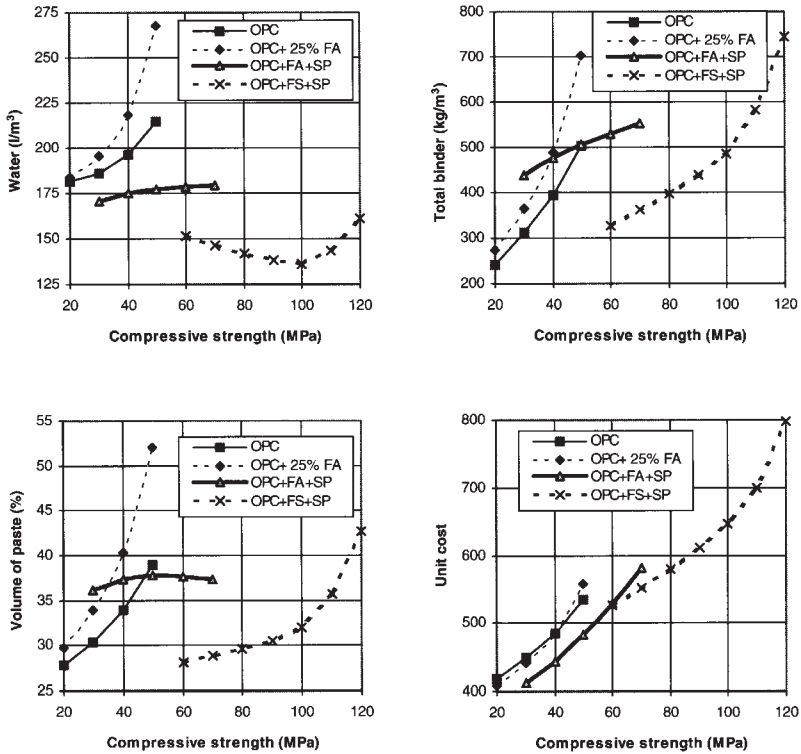 275
250
225
200
175
150
125
Water (l/m³)
OPC
OPC+ 25% FA
OPC+FA+SP
OPC+FS+SP
20 40 60 80 100 120
Compressive strength (MPa)
800
700
600
500
400
300
200
Total binder (kg/m³)
OPC
OPC+ 25% FA
OPC+FA+SP
OPC+FS+SP
20 40 60 80 100 120
Compressive strength (MPa)
55
50
45
40
35
30
25
Volume of paste (%)
OPC
OPC+ 25% FA
OPC+FA+SP
OPC+FS+SP
20 40 60 80 100 120
Compressive strength (MPa)
800
700
600
500
400
Unit cost
OPC
OPC+ 25% FA
OPC+FA+SP
OPC+FS+SP
20 40 60 80 100 120
Compressive strength (MPa)